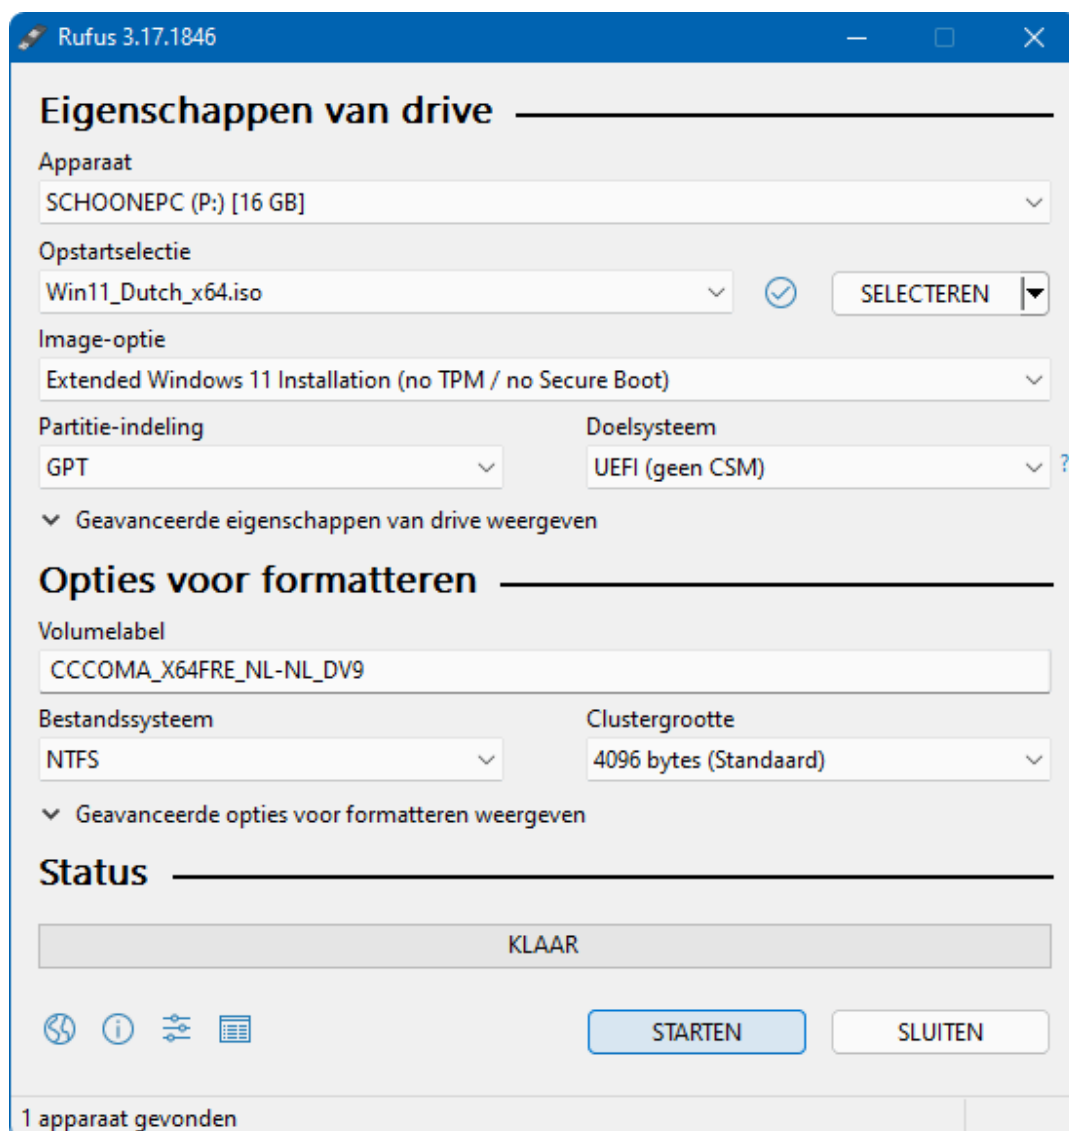 Rufus 3.17.1846
Eigenschappen van drive
Apparaat
SCHOONEPC (P:) [16 GB]
Opstartselectie
Win11_Dutch_x64.iso
SELECTEREN
Image-optie
Extended Windows 11 Installation (no TPM / no Secure Boot)
Partitie-indeling
Doelsysteem
GPT
UEFI (geen CSM)
?
Geavanceerde eigenschappen van drive weergeven
Opties voor formatteren
Volumelabel
CCCOMA_X64FRE_NL-NL_DV9
Bestandssysteem
Clustergrootte
NTFS
4096 bytes (Standaard)
Geavanceerde opties voor formatteren weergeven
Status
KLAAR
STARTEN
SLUITEN
1 apparaat gevonden